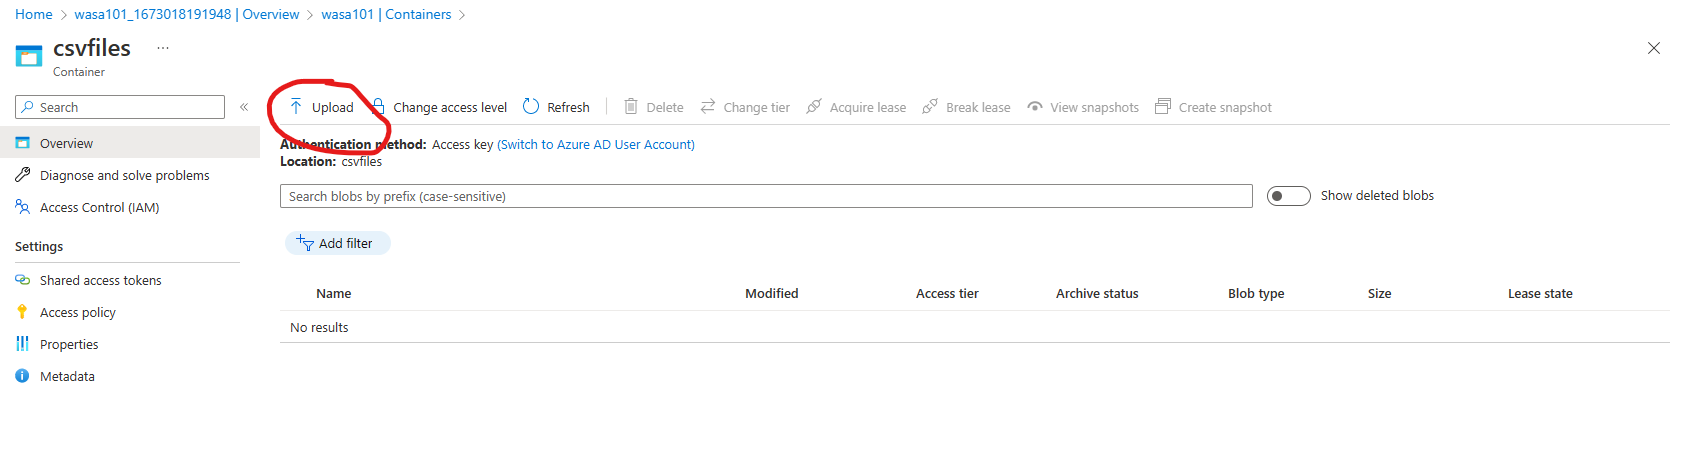 Home > wasa101_1673018191948 | Overview > wasa101 | Containers >
csvfiles ...
Container
Search «
Overview
Diagnose and solve problems
Access Control (IAM)
Settings
Shared access tokens
Access policy
Properties
Metadata
Upload Change access level Refresh Delete Change tier Acquire lease Break lease View snapshots Create snapshot
Authentication method: Access key (Switch to Azure AD User Account)
Location: csvfiles
Search blobs by prefix (case-sensitive) Show deleted blobs
Add filter
Name Modified Access tier Archive status Blob type Size Lease state
No results